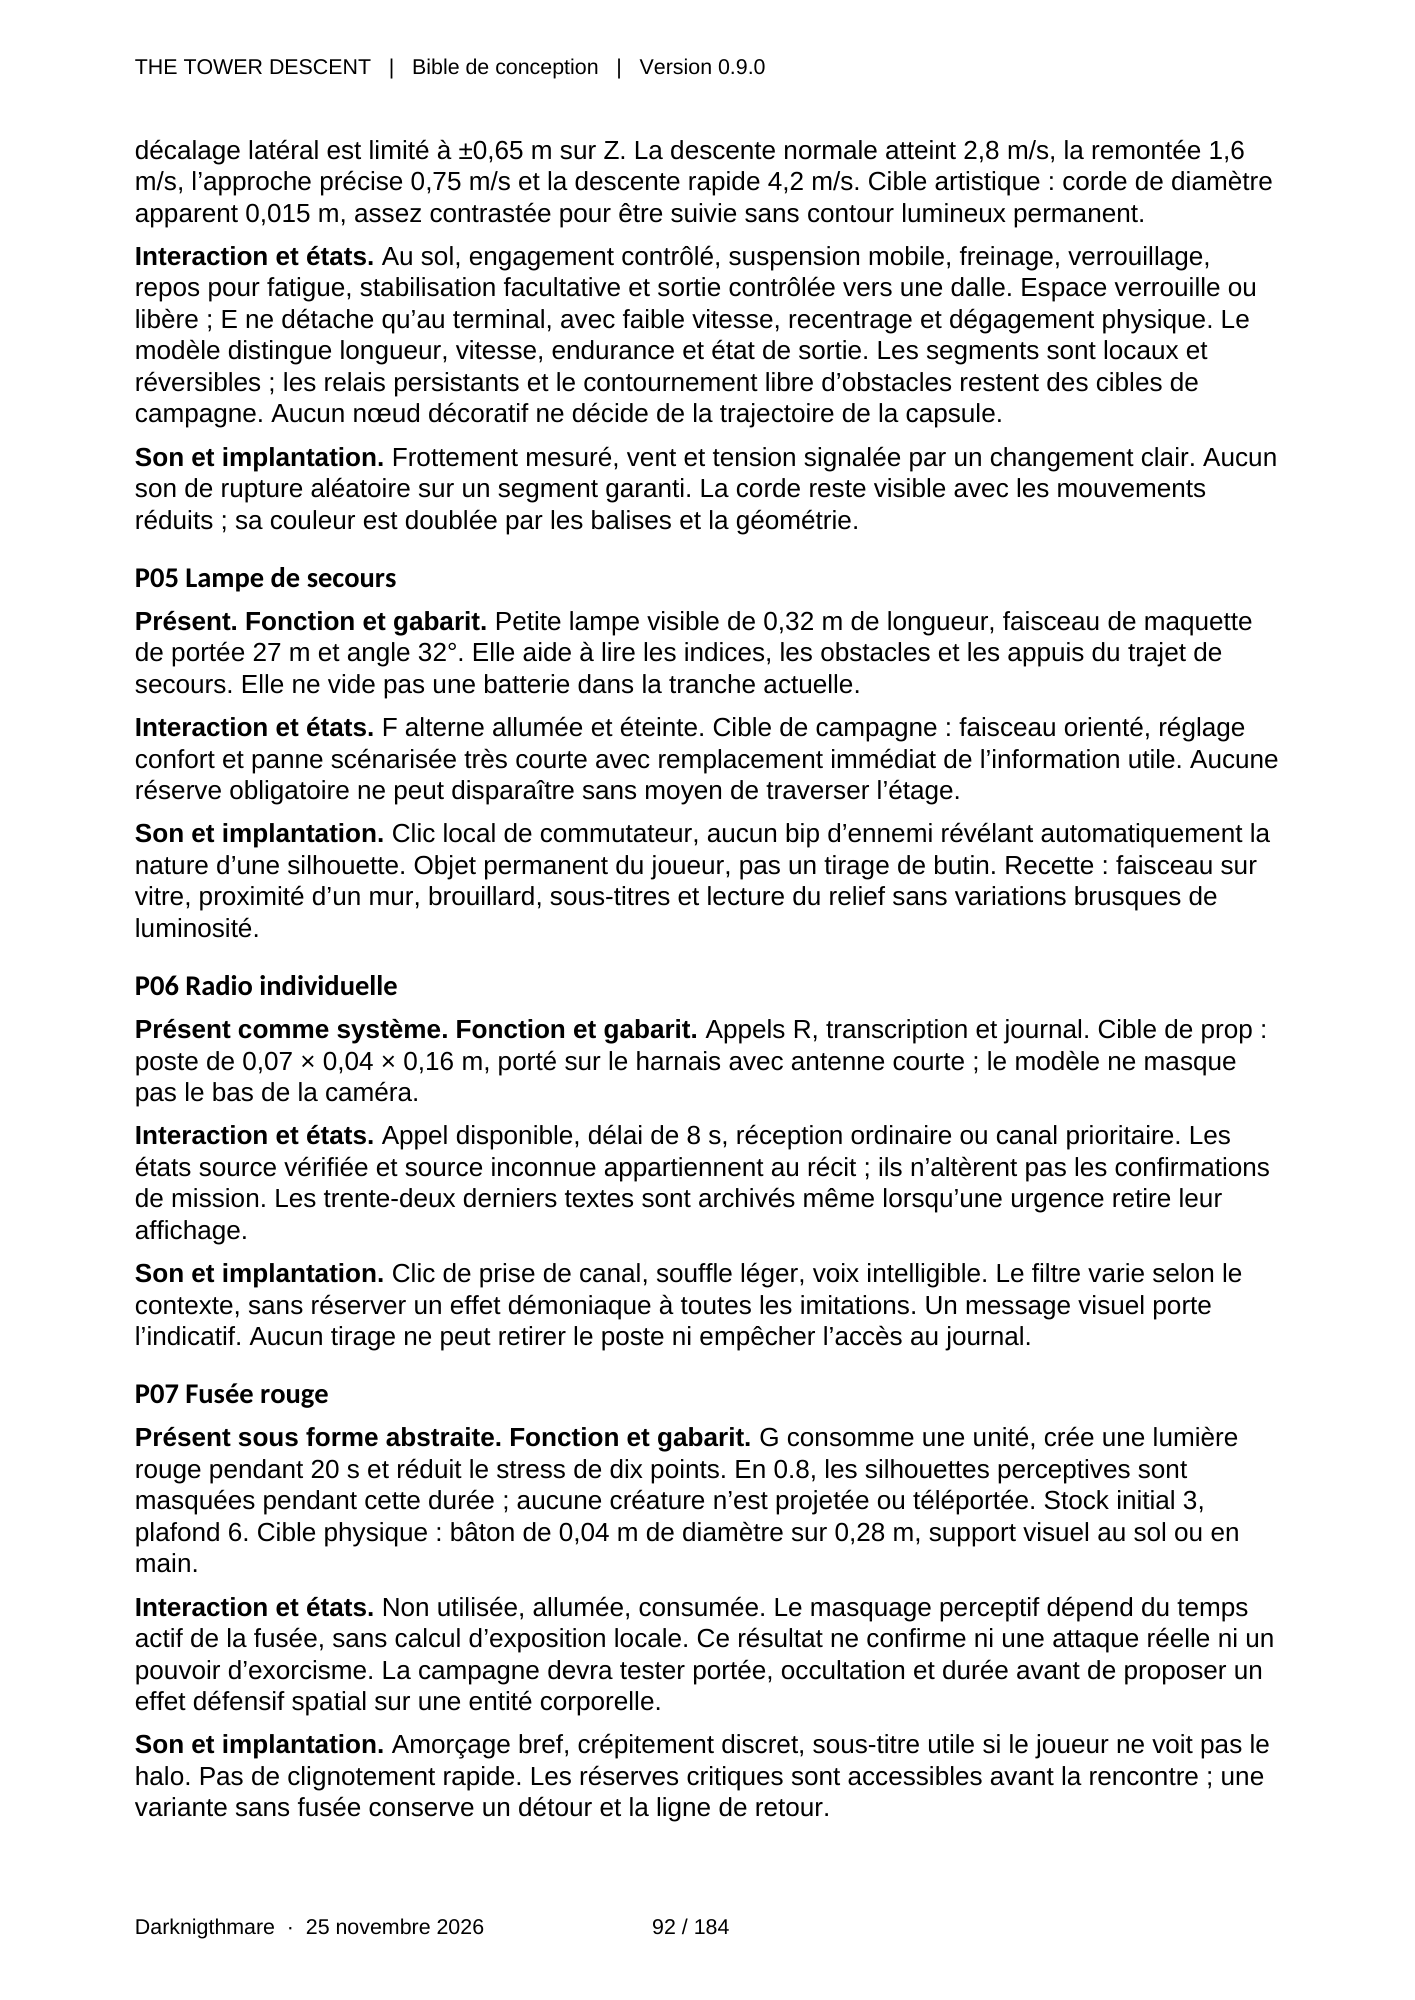 THE TOWER DESCENT | Bible de conception | Version 0.9.0
décalage latéral est limité à ±0,65 m sur Z. La descente normale atteint 2,8 m/s, la remontée 1,6
m/s, l’approche précise 0,75 m/s et la descente rapide 4,2 m/s. Cible artistique : corde de diamètre
apparent 0,015 m, assez contrastée pour être suivie sans contour lumineux permanent.
Interaction et états. Au sol, engagement contrôlé, suspension mobile, freinage, verrouillage,
repos pour fatigue, stabilisation facultative et sortie contrôlée vers une dalle. Espace verrouille ou
libère ; E ne détache qu’au terminal, avec faible vitesse, recentrage et dégagement physique. Le
modèle distingue longueur, vitesse, endurance et état de sortie. Les segments sont locaux et
réversibles ; les relais persistants et le contournement libre d’obstacles restent des cibles de
campagne. Aucun nœud décoratif ne décide de la trajectoire de la capsule.
Son et implantation. Frottement mesuré, vent et tension signalée par un changement clair. Aucun
son de rupture aléatoire sur un segment garanti. La corde reste visible avec les mouvements
réduits ; sa couleur est doublée par les balises et la géométrie.
P05 Lampe de secours
Présent. Fonction et gabarit. Petite lampe visible de 0,32 m de longueur, faisceau de maquette
de portée 27 m et angle 32°. Elle aide à lire les indices, les obstacles et les appuis du trajet de
secours. Elle ne vide pas une batterie dans la tranche actuelle.
Interaction et états. F alterne allumée et éteinte. Cible de campagne : faisceau orienté, réglage
confort et panne scénarisée très courte avec remplacement immédiat de l’information utile. Aucune
réserve obligatoire ne peut disparaître sans moyen de traverser l’étage.
Son et implantation. Clic local de commutateur, aucun bip d’ennemi révélant automatiquement la
nature d’une silhouette. Objet permanent du joueur, pas un tirage de butin. Recette : faisceau sur
vitre, proximité d’un mur, brouillard, sous-titres et lecture du relief sans variations brusques de
luminosité.
P06 Radio individuelle
Présent comme système. Fonction et gabarit. Appels R, transcription et journal. Cible de prop :
poste de 0,07 × 0,04 × 0,16 m, porté sur le harnais avec antenne courte ; le modèle ne masque
pas le bas de la caméra.
Interaction et états. Appel disponible, délai de 8 s, réception ordinaire ou canal prioritaire. Les
états source vérifiée et source inconnue appartiennent au récit ; ils n’altèrent pas les confirmations
de mission. Les trente-deux derniers textes sont archivés même lorsqu’une urgence retire leur
affichage.
Son et implantation. Clic de prise de canal, souffle léger, voix intelligible. Le filtre varie selon le
contexte, sans réserver un effet démoniaque à toutes les imitations. Un message visuel porte
l’indicatif. Aucun tirage ne peut retirer le poste ni empêcher l’accès au journal.
P07 Fusée rouge
Présent sous forme abstraite. Fonction et gabarit. G consomme une unité, crée une lumière
rouge pendant 20 s et réduit le stress de dix points. En 0.8, les silhouettes perceptives sont
masquées pendant cette durée ; aucune créature n’est projetée ou téléportée. Stock initial 3,
plafond 6. Cible physique : bâton de 0,04 m de diamètre sur 0,28 m, support visuel au sol ou en
main.
Interaction et états. Non utilisée, allumée, consumée. Le masquage perceptif dépend du temps
actif de la fusée, sans calcul d’exposition locale. Ce résultat ne confirme ni une attaque réelle ni un
pouvoir d’exorcisme. La campagne devra tester portée, occultation et durée avant de proposer un
effet défensif spatial sur une entité corporelle.
Son et implantation. Amorçage bref, crépitement discret, sous-titre utile si le joueur ne voit pas le
halo. Pas de clignotement rapide. Les réserves critiques sont accessibles avant la rencontre ; une
variante sans fusée conserve un détour et la ligne de retour.
Darknigthmare · 25 novembre 2026 92 / 184